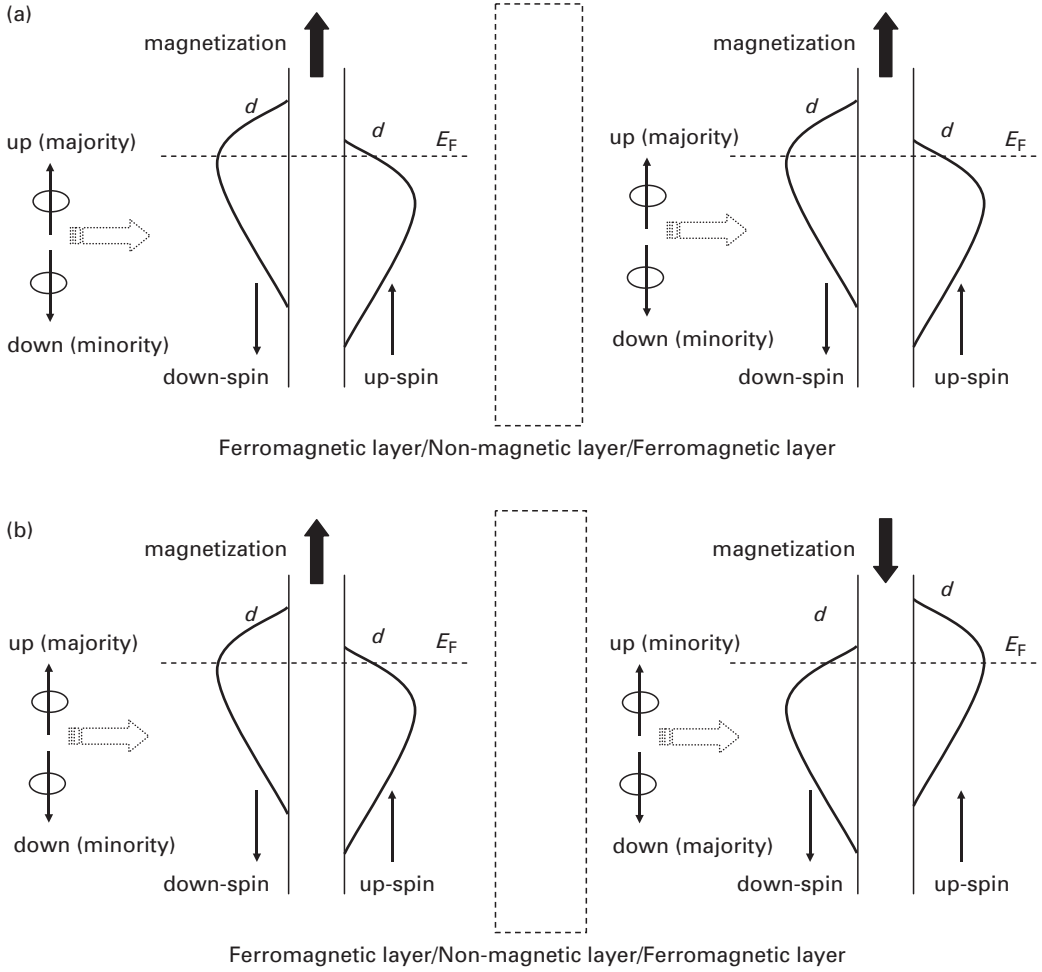 (a)
magnetization
magnetization
d
d
d
d
up (majority)
E_F
up (majority)
E_F
down (minority)
down (minority)
down-spin
up-spin
down-spin
up-spin
Ferromagnetic layer/Non-magnetic layer/Ferromagnetic layer
(b)
magnetization
magnetization
d
d
d
d
up (majority)
E_F
up (minority)
E_F
down (minority)
down (majority)
down-spin
up-spin
down-spin
up-spin
Ferromagnetic layer/Non-magnetic layer/Ferromagnetic layer